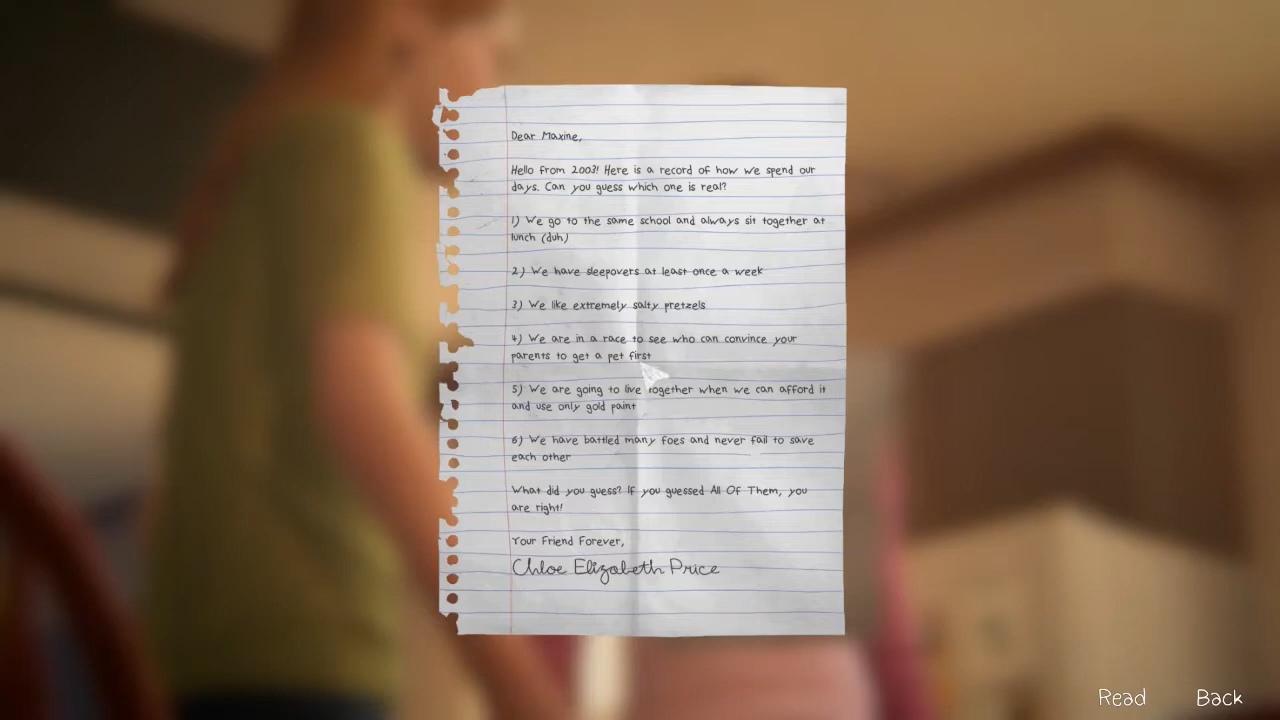 Dear Maxine,
Hello from 2003! Here is a record of how we spend our
days. Can you guess which one is real?
1) We go to the same school and always sit together at
lunch (duh)
2) We have sleepovers at least once a week
3) We like extremely salty pretzels
4) We are in a race to see who can convince your
parents to get a pet first
5) We are going to live together when we can afford it
and use only gold paint
6) We have battled many foes and never fail to save
each other
What did you guess? If you guessed All Of Them, you
are right!
Your Friend Forever,
Chloe Elizabeth Price
Read Back